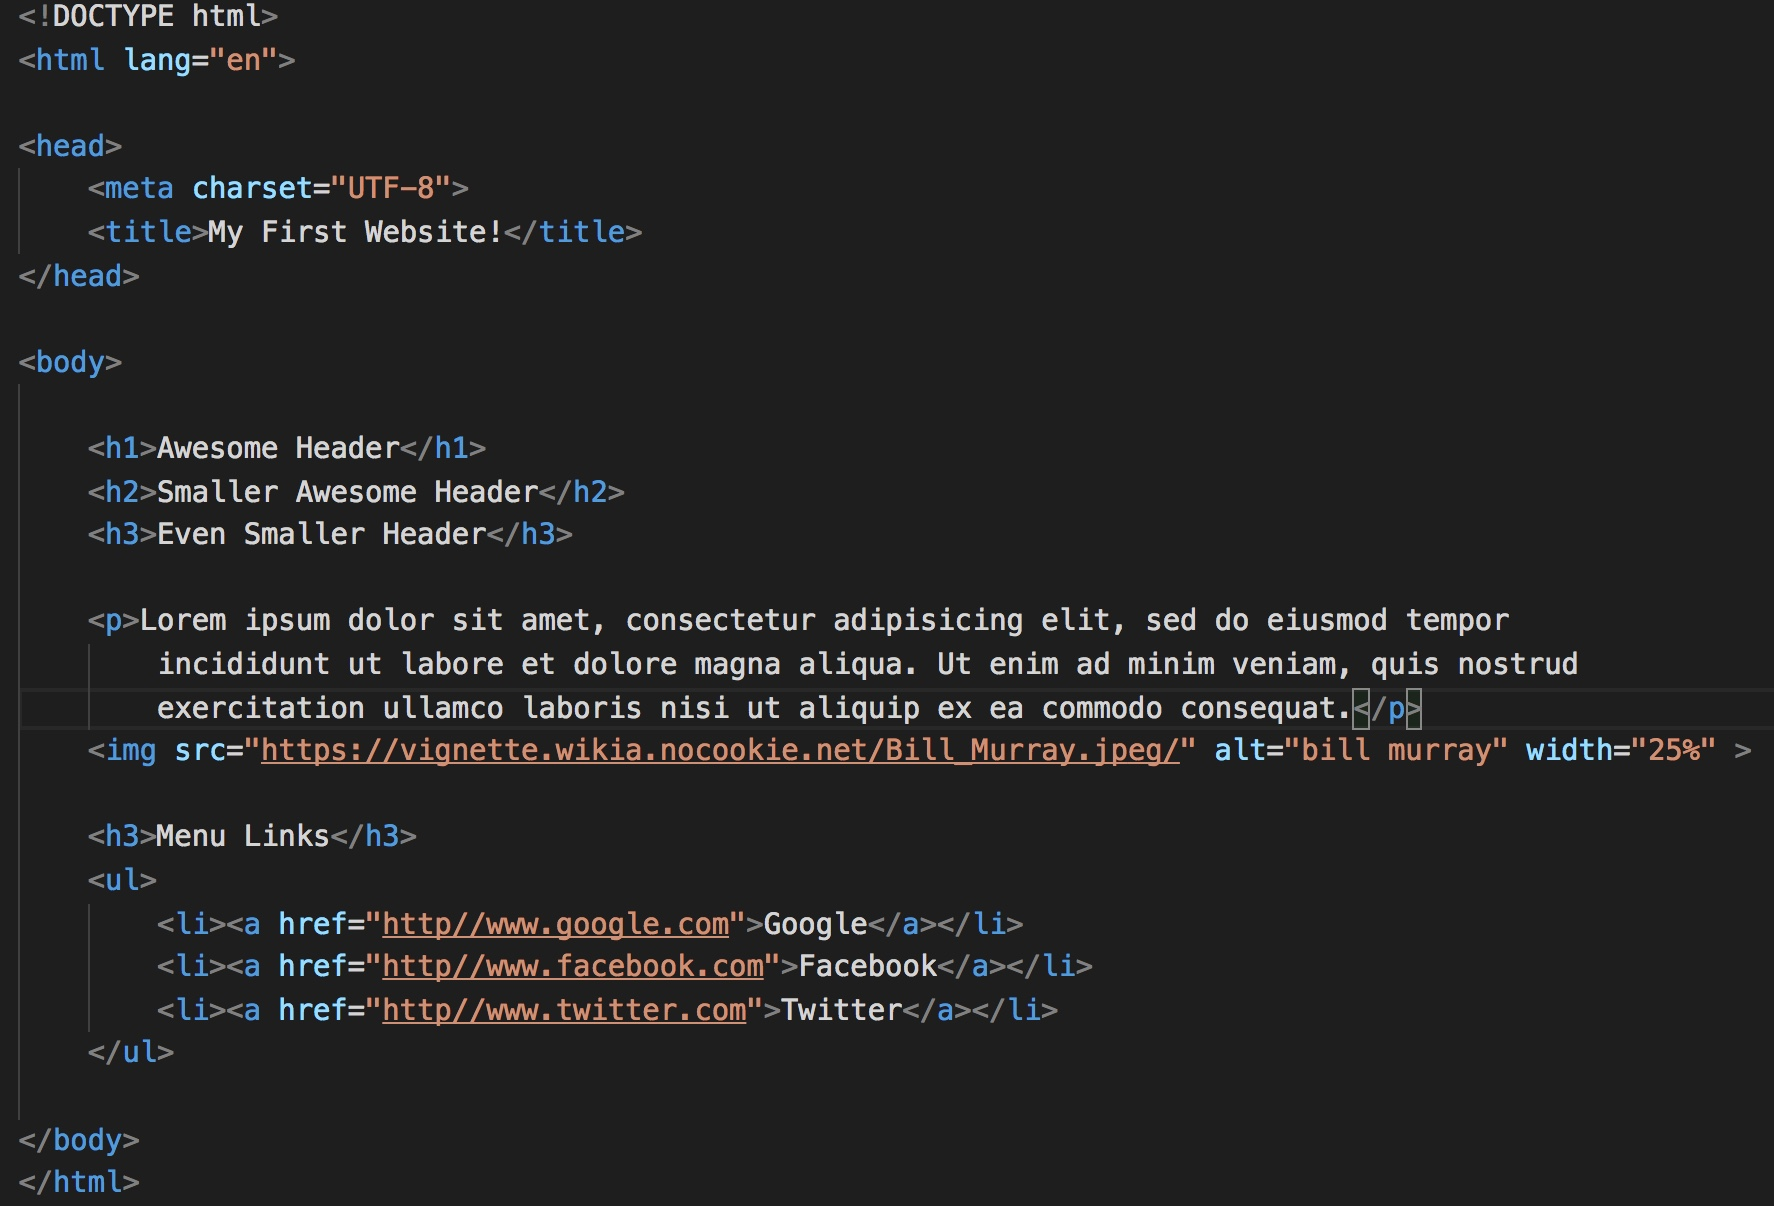 <!DOCTYPE html>
<html lang="en">
<head>
<meta charset="UTF-8">
<title>My First Website!</title>
</head>
<body>
<h1>Awesome Header</h1>
<h2>Smaller Awesome Header</h2>
<h3>Even Smaller Header</h3>
<p>Lorem ipsum dolor sit amet, consectetur adipisicing elit, sed do eiusmod tempor
incididunt ut labore et dolore magna aliqua. Ut enim ad minim veniam, quis nostrud
exercitation ullamco laboris nisi ut aliquip ex ea commodo consequat.</p>
<img src="https://vignette.wikia.nocookie.net/Bill_Murray.jpeg/" alt="bill murray" width="25%" >
<h3>Menu Links</h3>
<ul>
<li><a href="http//www.google.com">Google</a></li>
<li><a href="http//www.facebook.com">Facebook</a></li>
<li><a href="http//www.twitter.com">Twitter</a></li>
</ul>
</body>
</html>